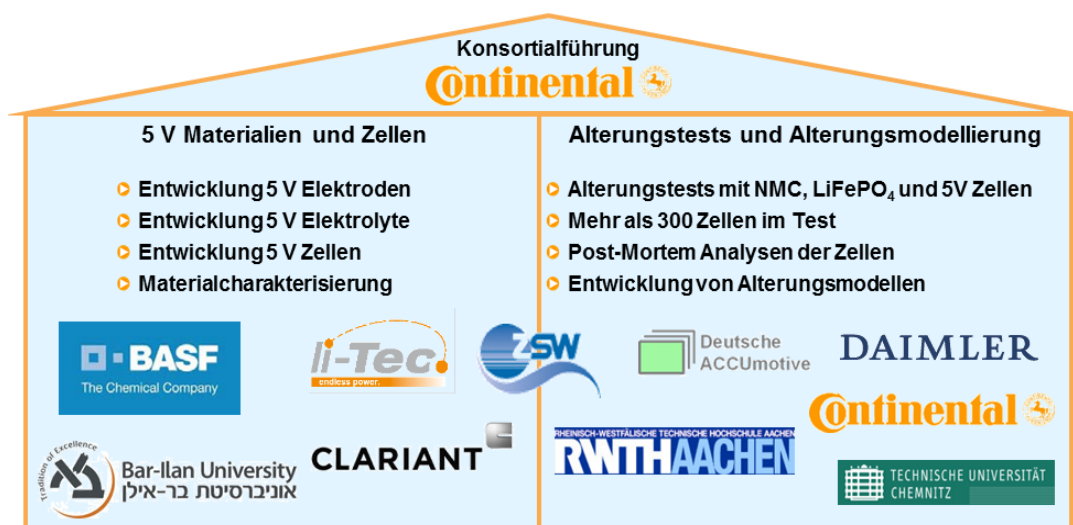 Konsortialführung
Continental
5 V Materialien und Zellen
Entwicklung 5 V Elektroden
Entwicklung 5 V Elektrolyte
Entwicklung 5 V Zellen
Materialcharakterisierung
Alterungstests und Alterungsmodellierung
Alterungstests mit NMC, LiFePO₄ und 5V Zellen
Mehr als 300 Zellen im Test
Post-Mortem Analysen der Zellen
Entwicklung von Alterungsmodellen
BASF
The Chemical Company
li-Tec
endless power.
ZSW
Deutsche
ACCUmotive
DAIMLER
Continental
Tradition of Excellence
Bar-Ilan University
אוניברסיטת בר-אילן
CLARIANT
RHEINISCH-WESTFÄLISCHE TECHNISCHE HOCHSCHULE AACHEN
RWTHAACHEN
TECHNISCHE UNIVERSITÄT
CHEMNITZ